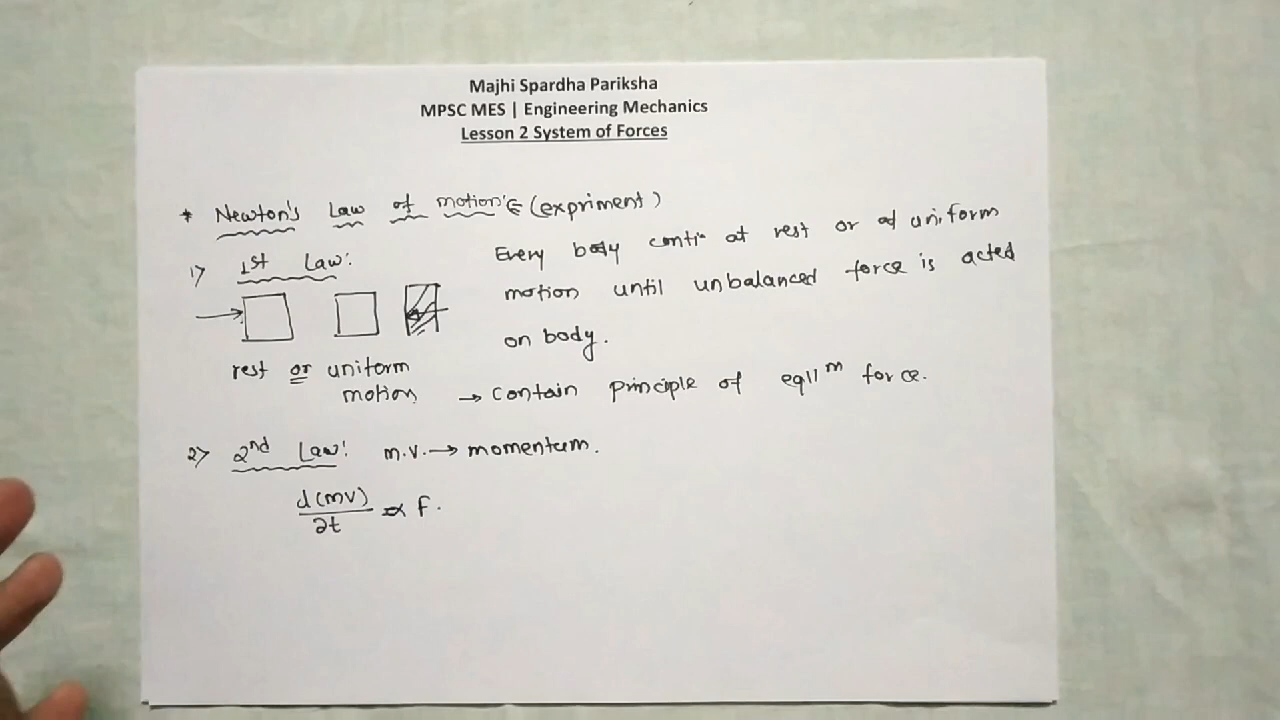 Majhi Spardha Pariksha
MPSC MES | Engineering Mechanics
Lesson 2 System of Forces
* Newton's Law of motion's (expriment)
1) 1st Law:
Every body conti^n at rest or at uniform
motion until unbalanced force is acted
on body.
rest or uniform
motion
→ contain principle of eqll^m force.
2) 2nd Law: m.v. → momentum.
d(mv)/∂t ∝ F.